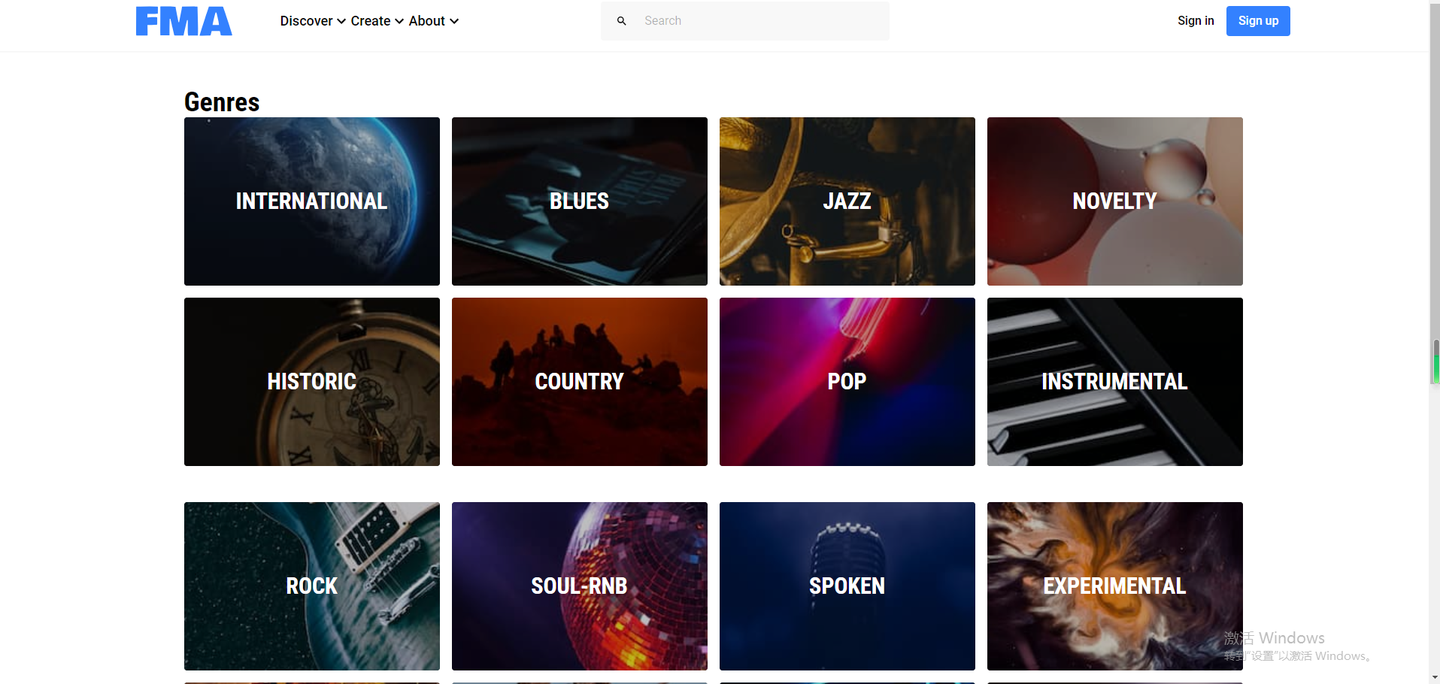 FMA
Discover Create About
Search
Sign in
Sign up
Genres
INTERNATIONAL
BLUES
JAZZ
NOVELTY
HISTORIC
COUNTRY
POP
INSTRUMENTAL
ROCK
SOUL-RNB
SPOKEN
EXPERIMENTAL
激活 Windows
转到"设置"以激活 Windows。